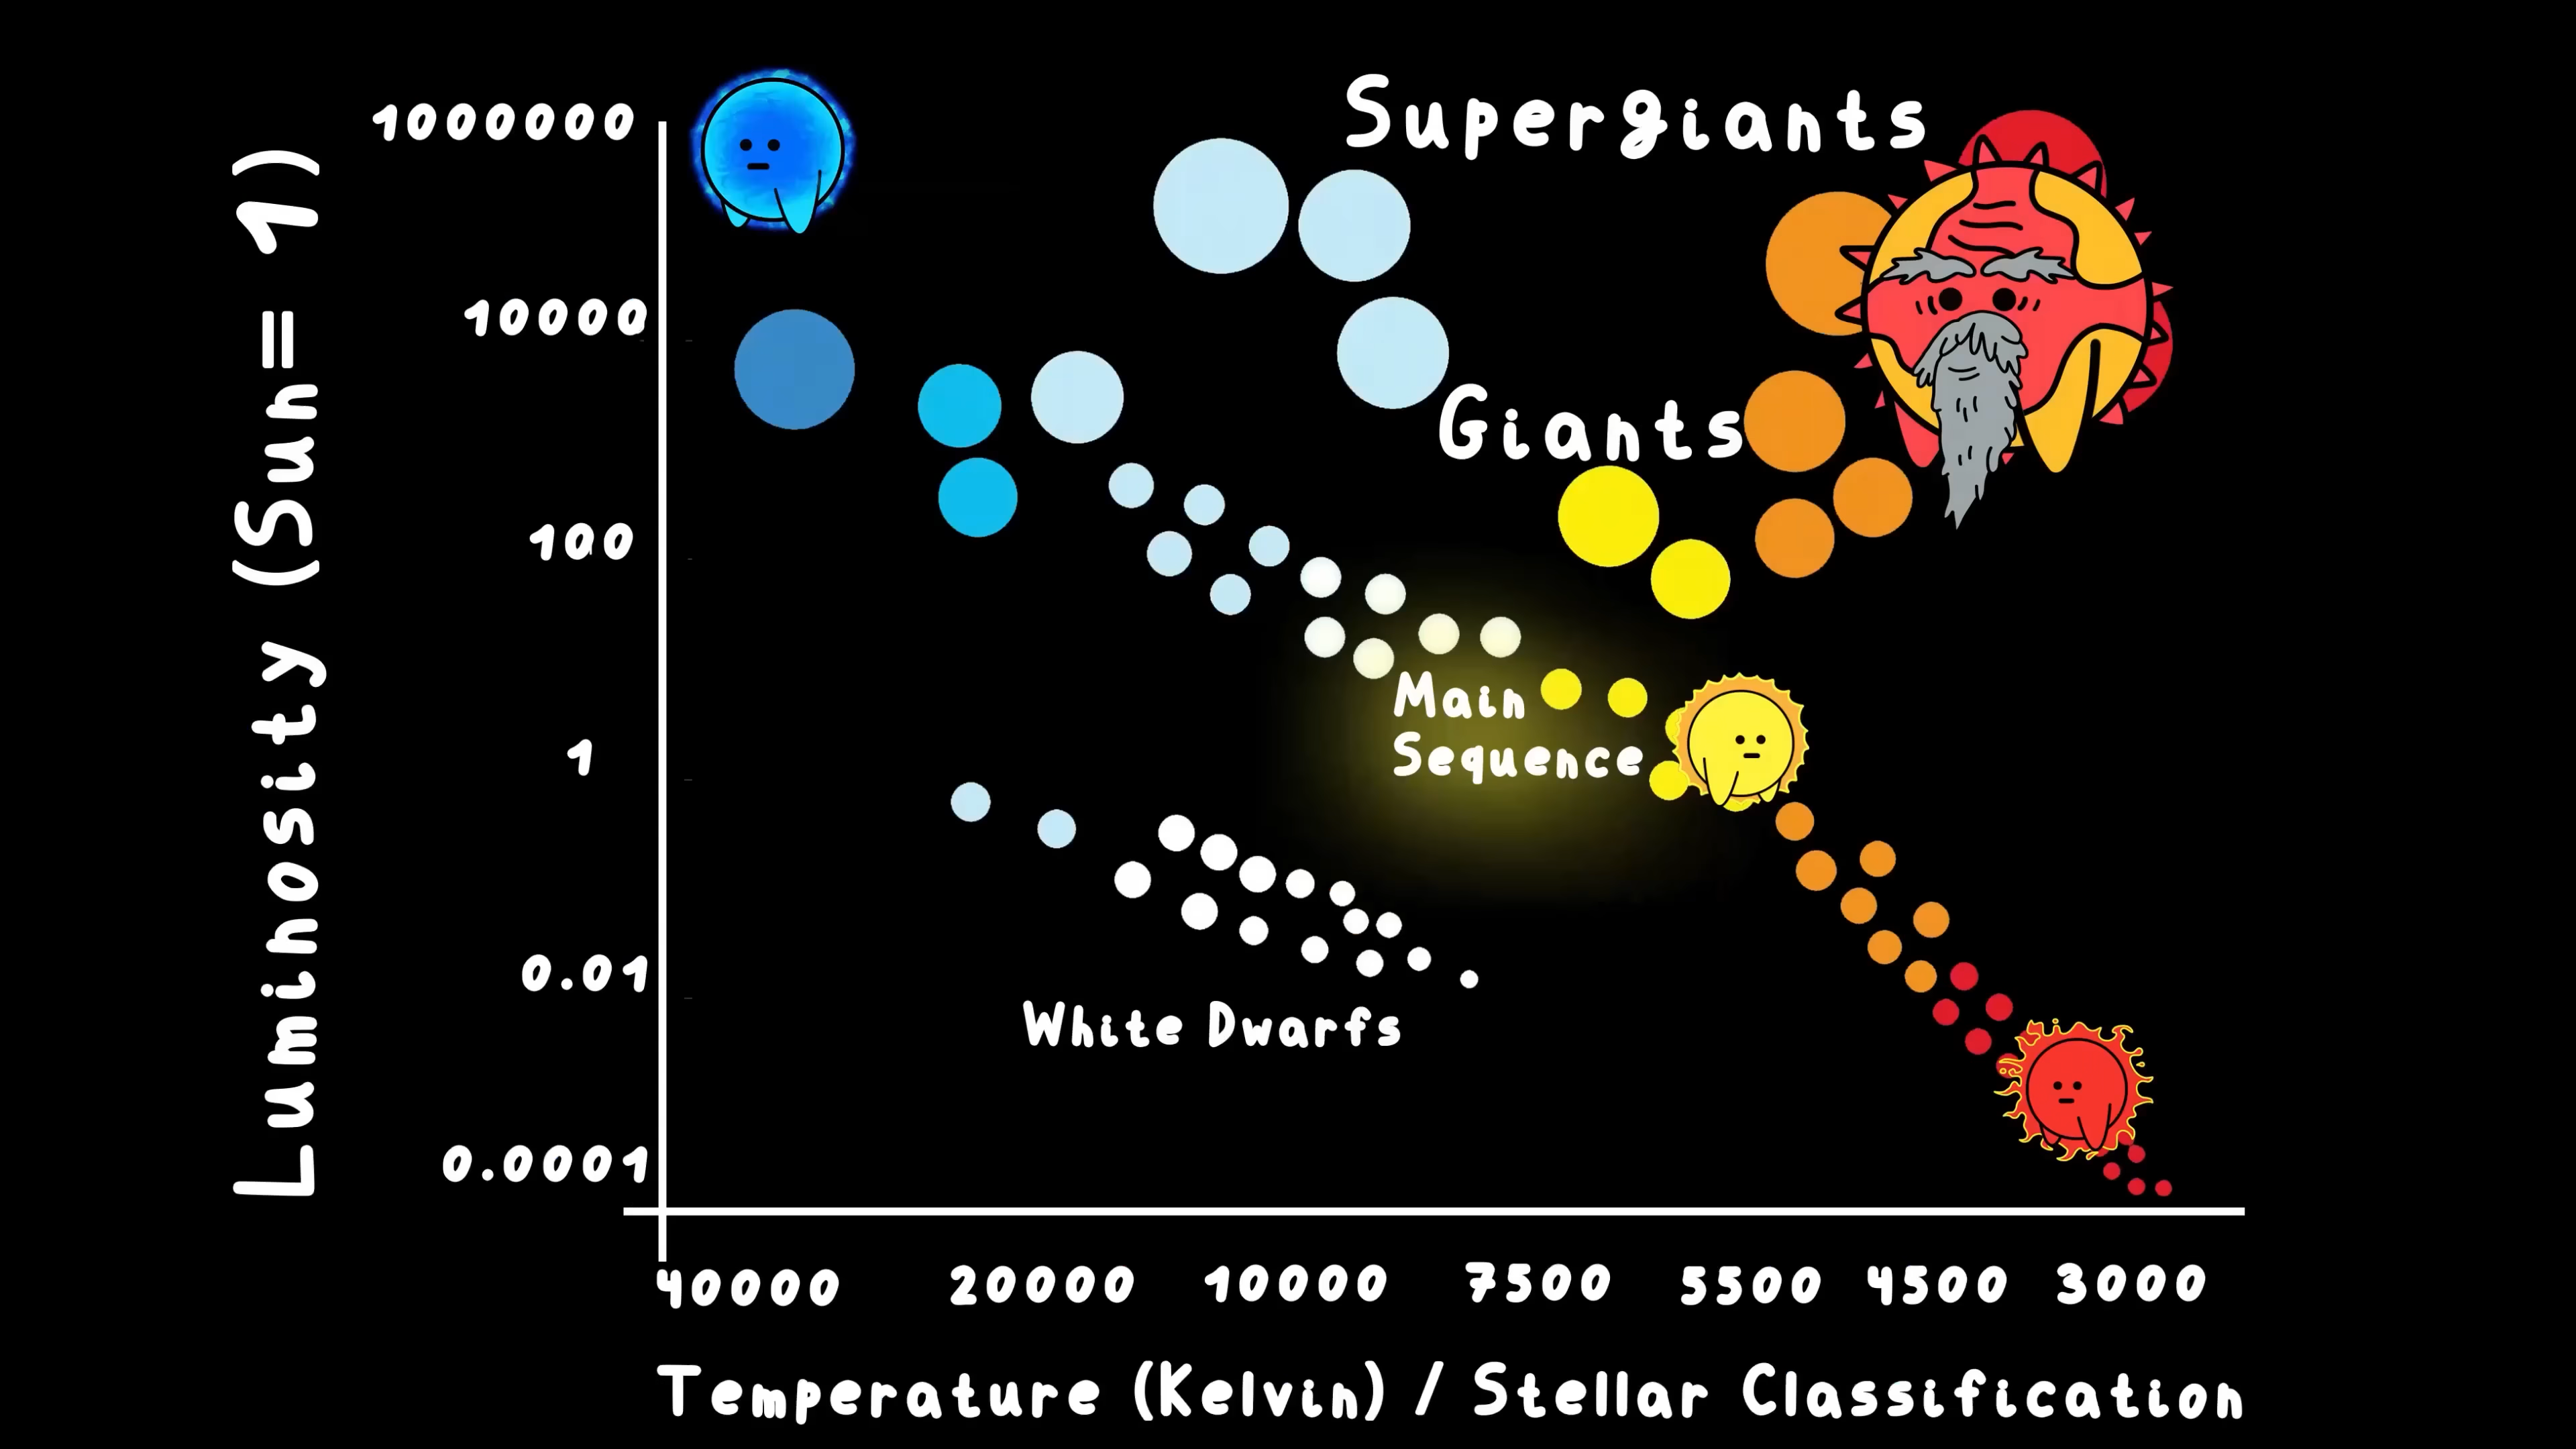 Supergiants
Giants
Main
Sequence
White Dwarfs
Luminosity (Sun= 1)
1000000
10000
100
1
0.01
0.0001
40000 20000 10000 7500 5500 4500 3000
Temperature (Kelvin) / Stellar Classification